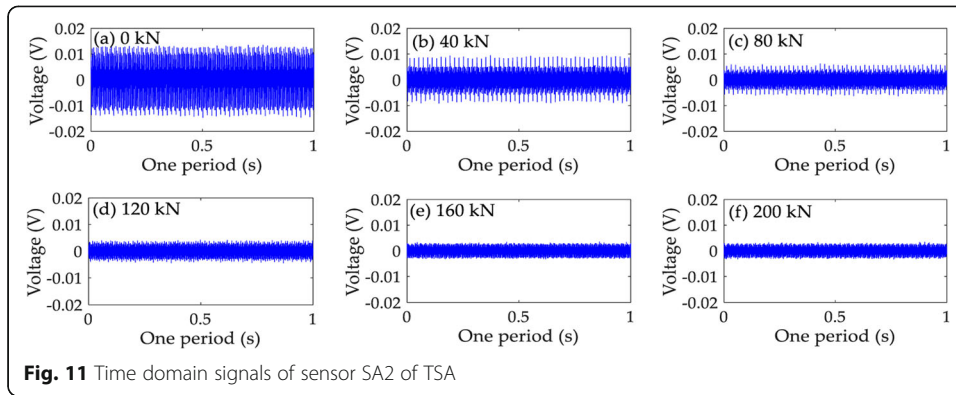 (a) 0 kN
Voltage (V)
0.02
0.01
0
-0.01
-0.02
0
0.5
1
One period (s)
(b) 40 kN
Voltage (V)
0.02
0.01
0
-0.01
-0.02
0
0.5
1
One period (s)
(c) 80 kN
Voltage (V)
0.02
0.01
0
-0.01
-0.02
0
0.5
1
One period (s)
(d) 120 kN
Voltage (V)
0.02
0.01
0
-0.01
-0.02
0
0.5
1
One period (s)
(e) 160 kN
Voltage (V)
0.02
0.01
0
-0.01
-0.02
0
0.5
1
One period (s)
(f) 200 kN
Voltage (V)
0.02
0.01
0
-0.01
-0.02
0
0.5
1
One period (s)
Fig. 11 Time domain signals of sensor SA2 of TSA